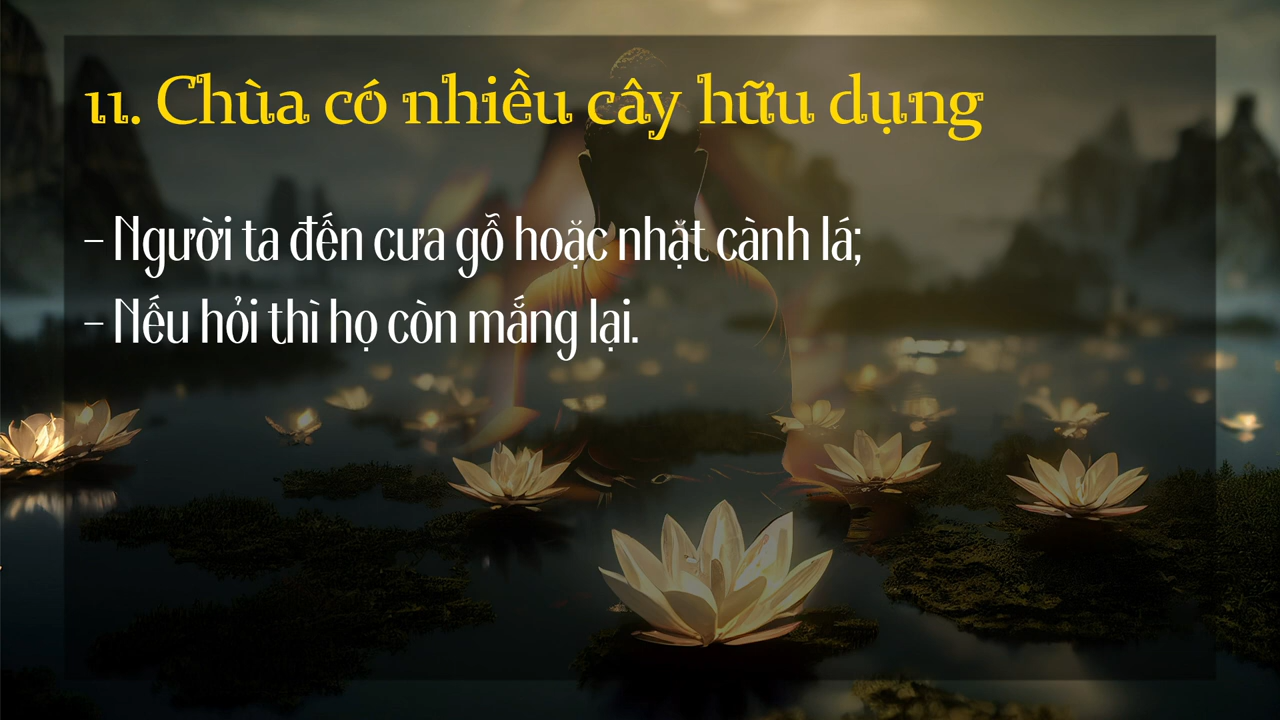 11. Chùa có nhiều cây hữu dụng
– Người ta đến cưa gỗ hoặc nhặt cành lá;
– Nếu hỏi thì họ còn mắng lại.